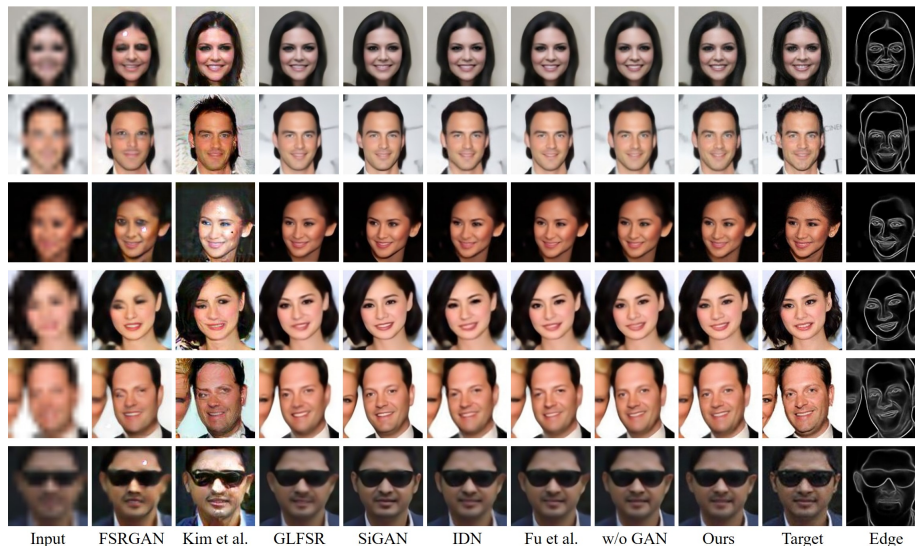 Input FSRGAN Kim et al. GLFSR SiGAN IDN Fu et al. w/o GAN Ours Target Edge